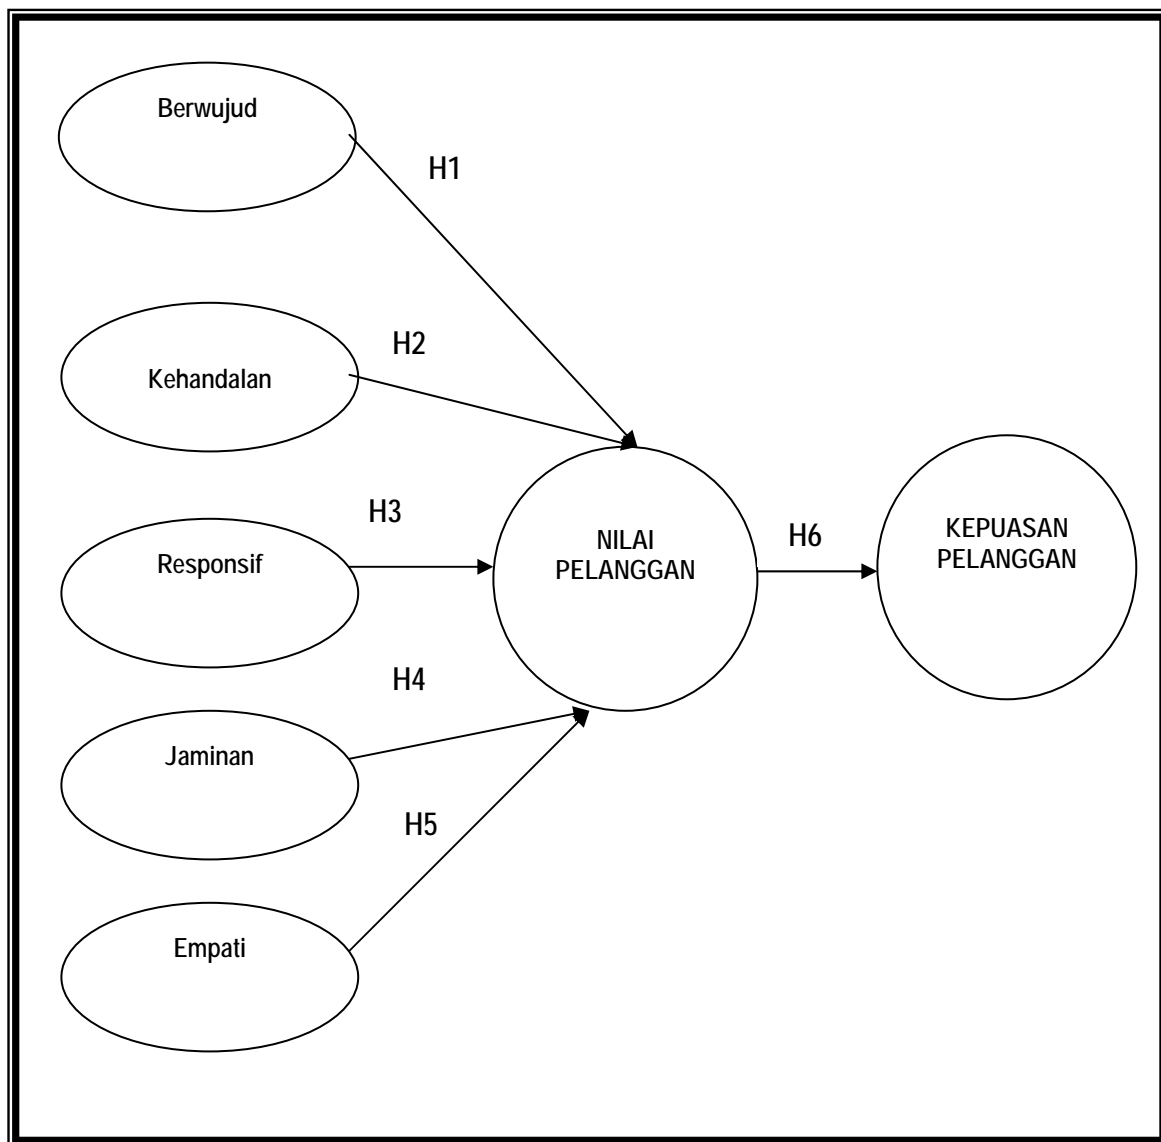 Berwujud
H1
H2
Kehandalan
H3
Responsif
NILAI
PELANGGAN
H6
KEPUASAN
PELANGGAN
H4
Jaminan
H5
Empati